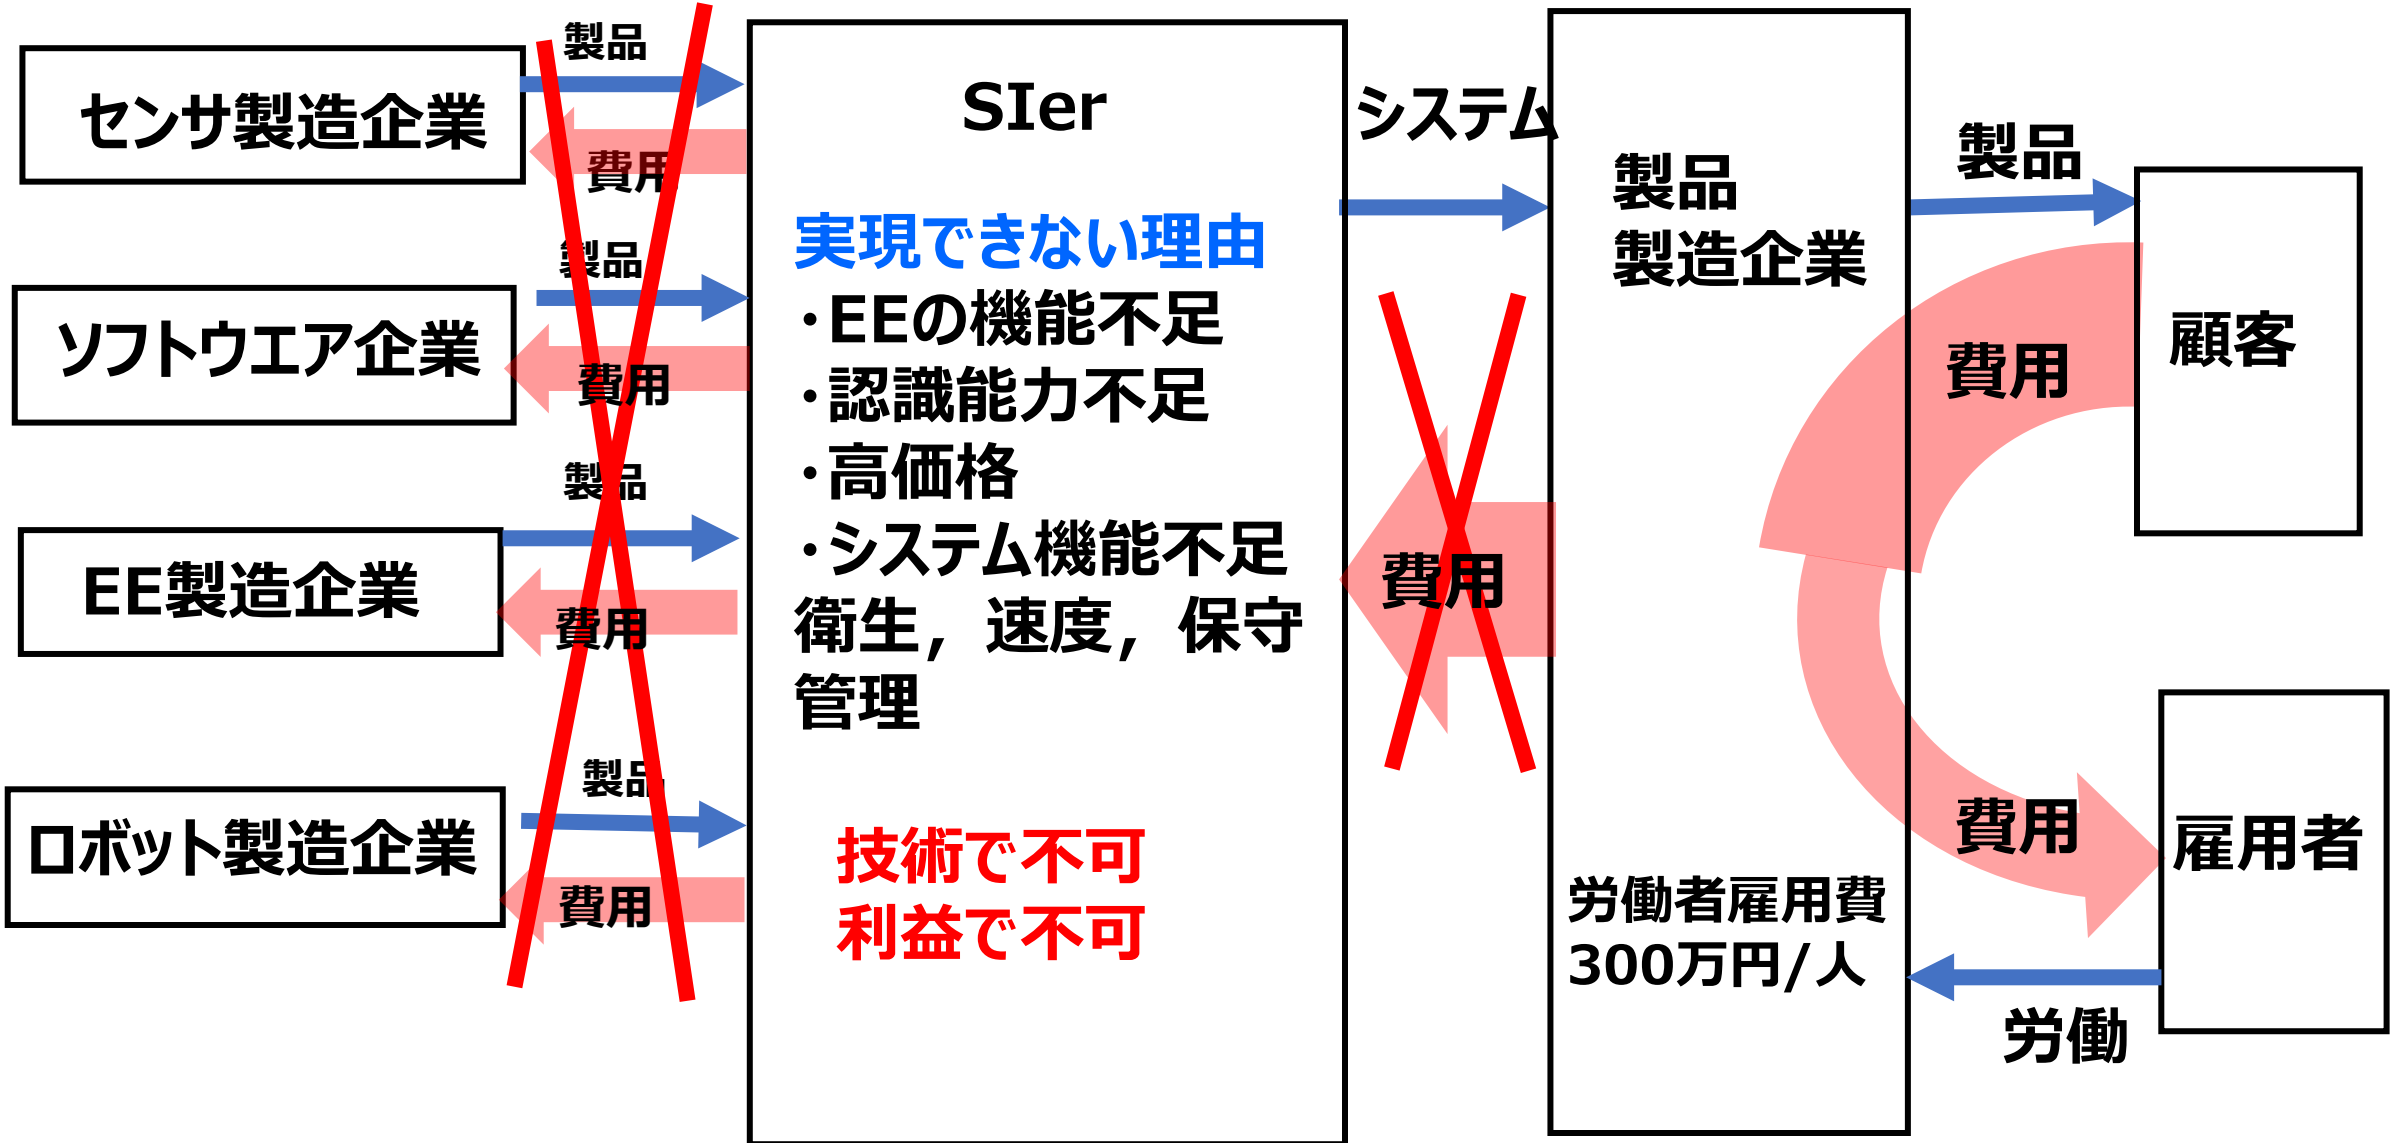 センサ製造企業
製品
費用
ソフトウエア企業
製品
費用
EE製造企業
製品
費用
ロボット製造企業
製品
費用
SIer
実現できない理由
・EEの機能不足
・認識能力不足
・高価格
・システム機能不足
衛生，速度，保守
管理
技術で不可
利益で不可
システム
費用
製品
製造企業
労働者雇用費
300万円/人
製品
費用
顧客
費用
雇用者
労働